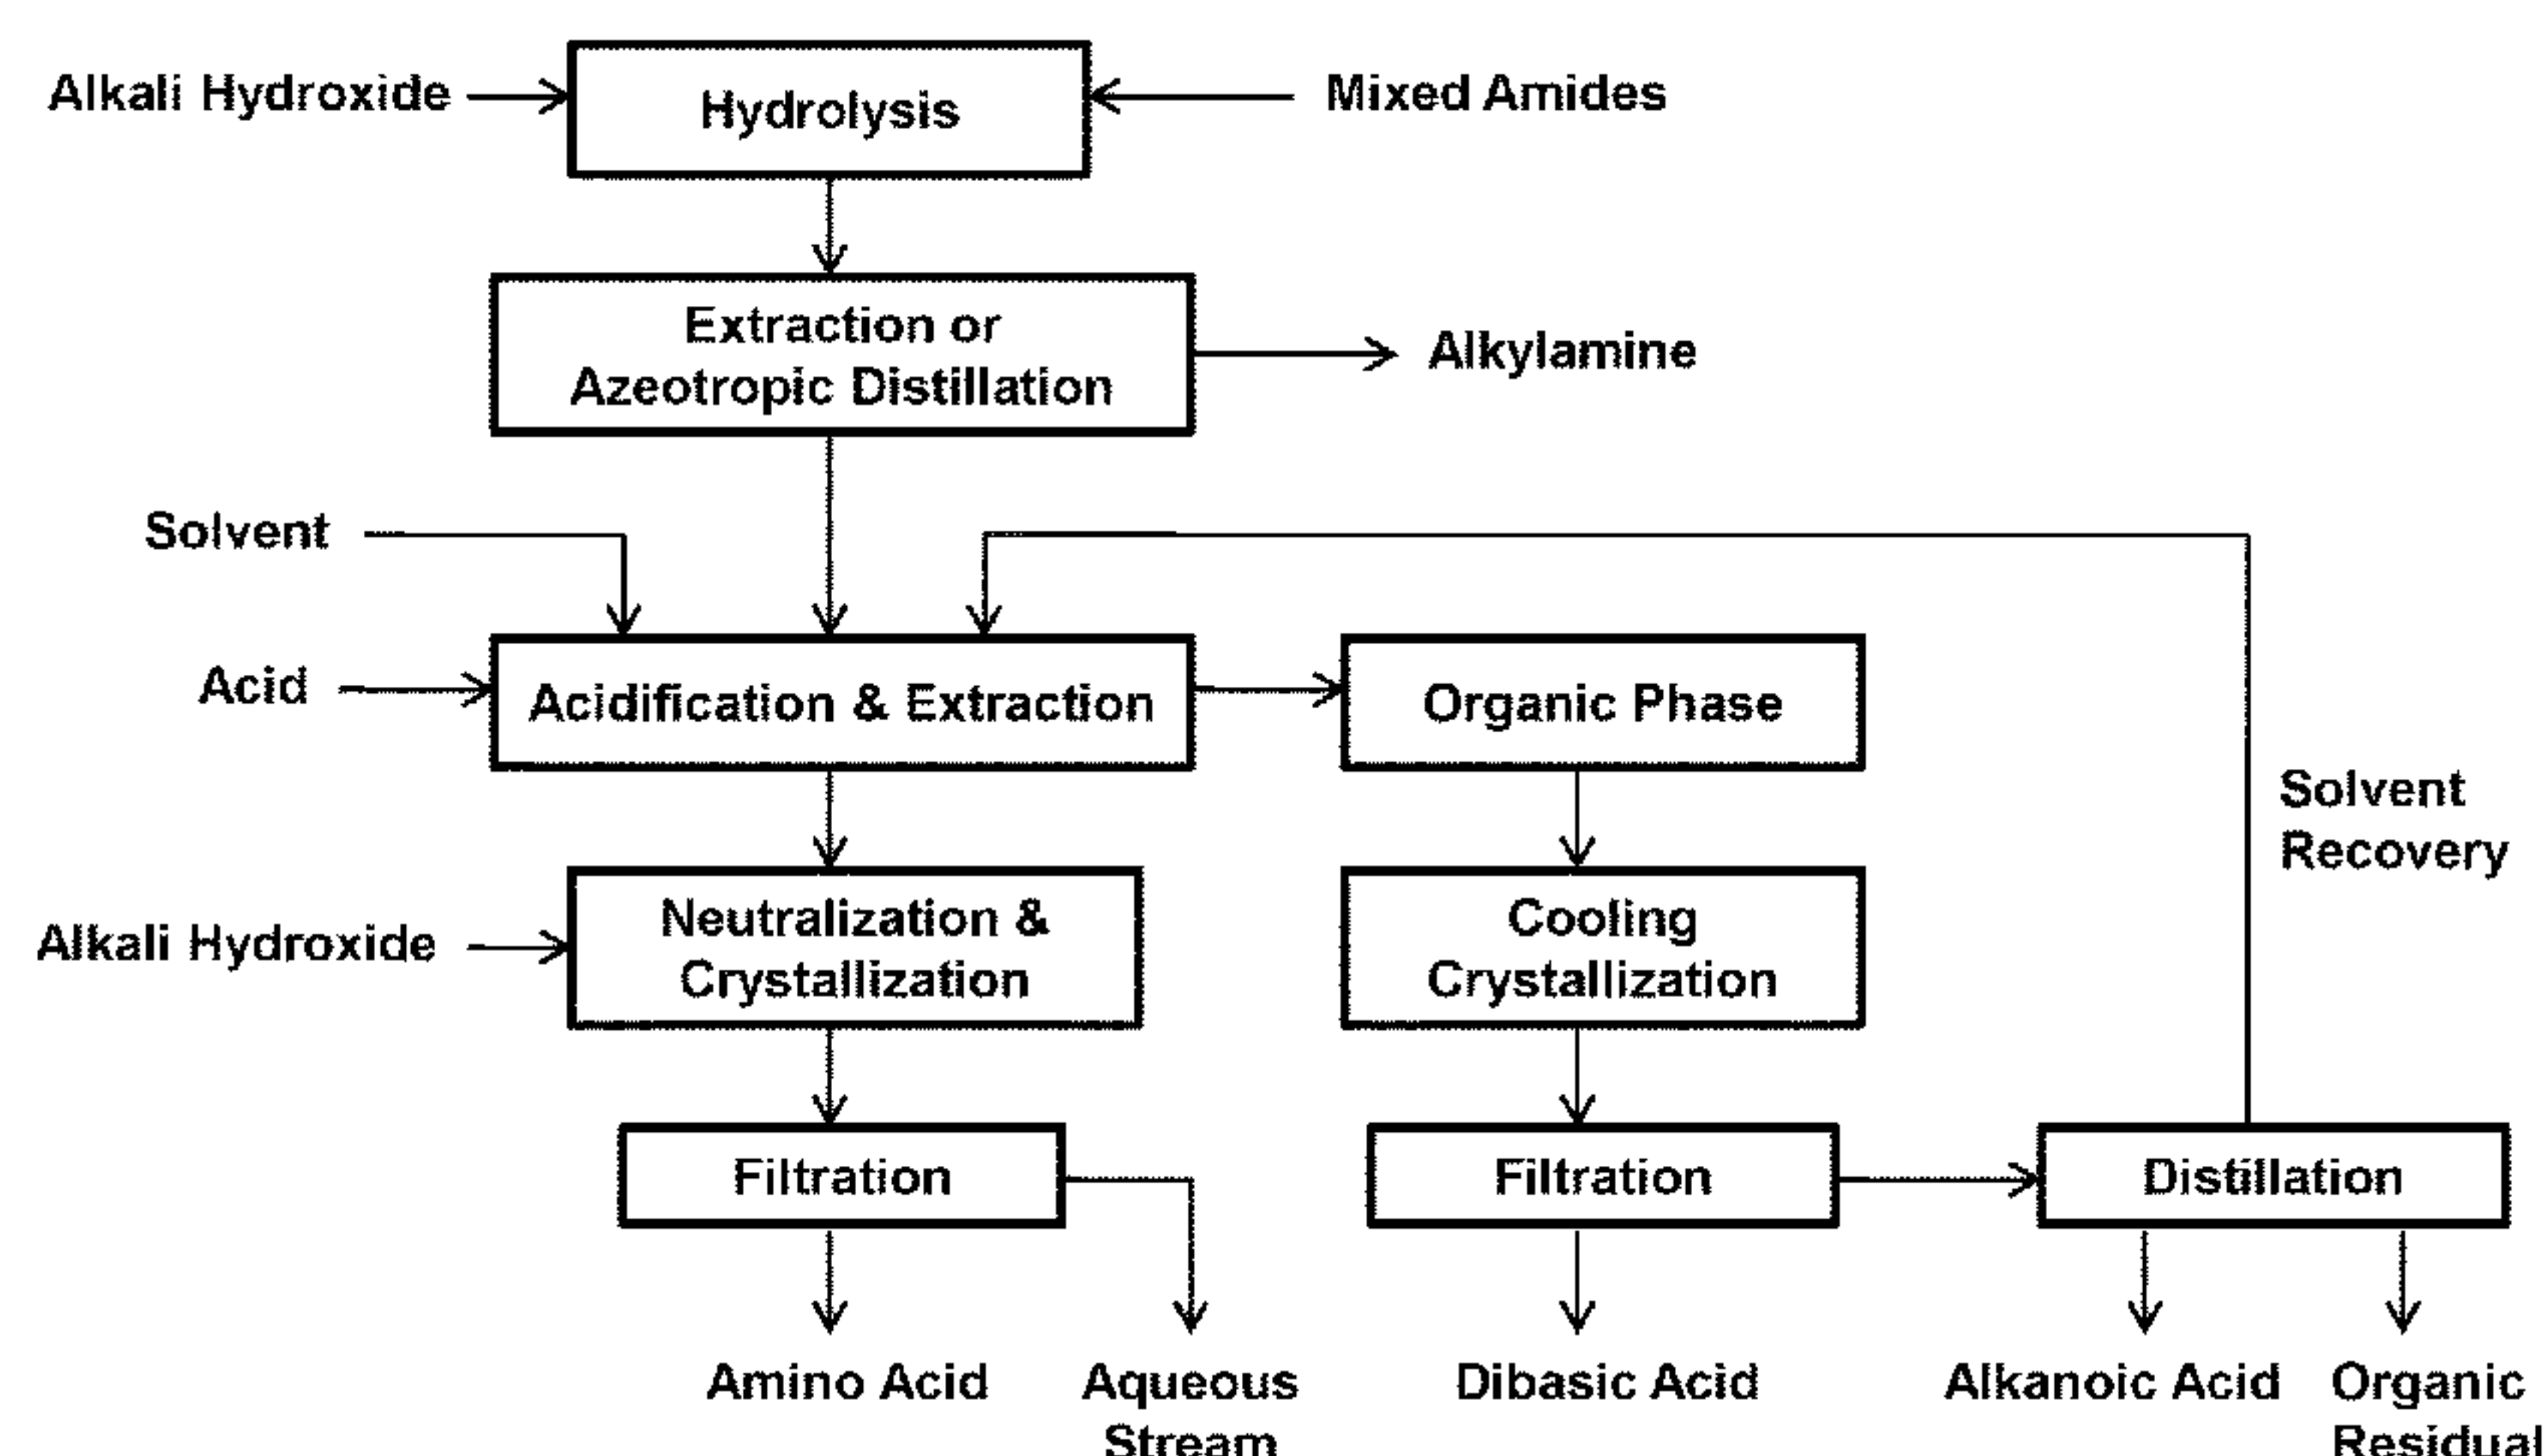 Alkali Hydroxide
Hydrolysis
Mixed Amides
Extraction or
Azeotropic Distillation
Alkylamine
Solvent
Acid
Acidification & Extraction
Organic Phase
Solvent
Recovery
Alkali Hydroxide
Neutralization &
Crystallization
Cooling
Crystallization
Filtration
Filtration
Distillation
Amino Acid
Aqueous
Stream
Dibasic Acid
Alkanoic Acid
Organic
Residual